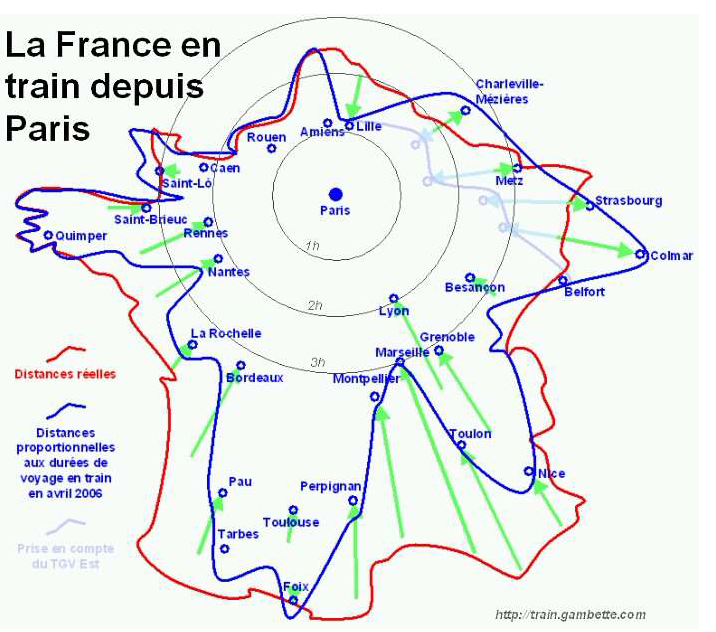 La France en
train depuis
Paris
Charleville-
Mézières
Rouen
Amiens
Lille
Caen
Saint-Lô
Metz
Strasbourg
Paris
Saint-Brieuc
Rennes
Quimper
1h
Colmar
Nantes
Besançon
Belfort
2h
Lyon
La Rochelle
Grenoble
Marseille
3h
Bordeaux
Montpellier
Distances réelles
Distances
proportionnelles
aux durées de
voyage en train
en avril 2006
Toulon
Nice
Pau
Perpignan
Toulouse
Tarbes
Prise en compte
du TGV Est
Foix
http://train.gambette.com